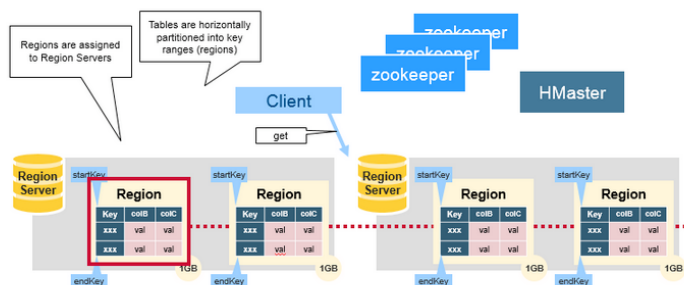 Regions are assigned
to Region Servers
Tables are horizontally
partitioned into key
ranges (regions)
zookeeper
zookeeper
zookeeper
HMaster
Client
get
Region
Server
startKey
Region
Key colB colC
xxx val val
xxx val val
1GB
endKey
startKey
Region
Key colB colC
xxx val val
xxx val val
1GB
endKey
Region
Server
startKey
Region
Key colB colC
xxx val val
xxx val val
1GB
endKey
startKey
Region
Key colB colC
xxx val val
xxx val val
1GB
endKey